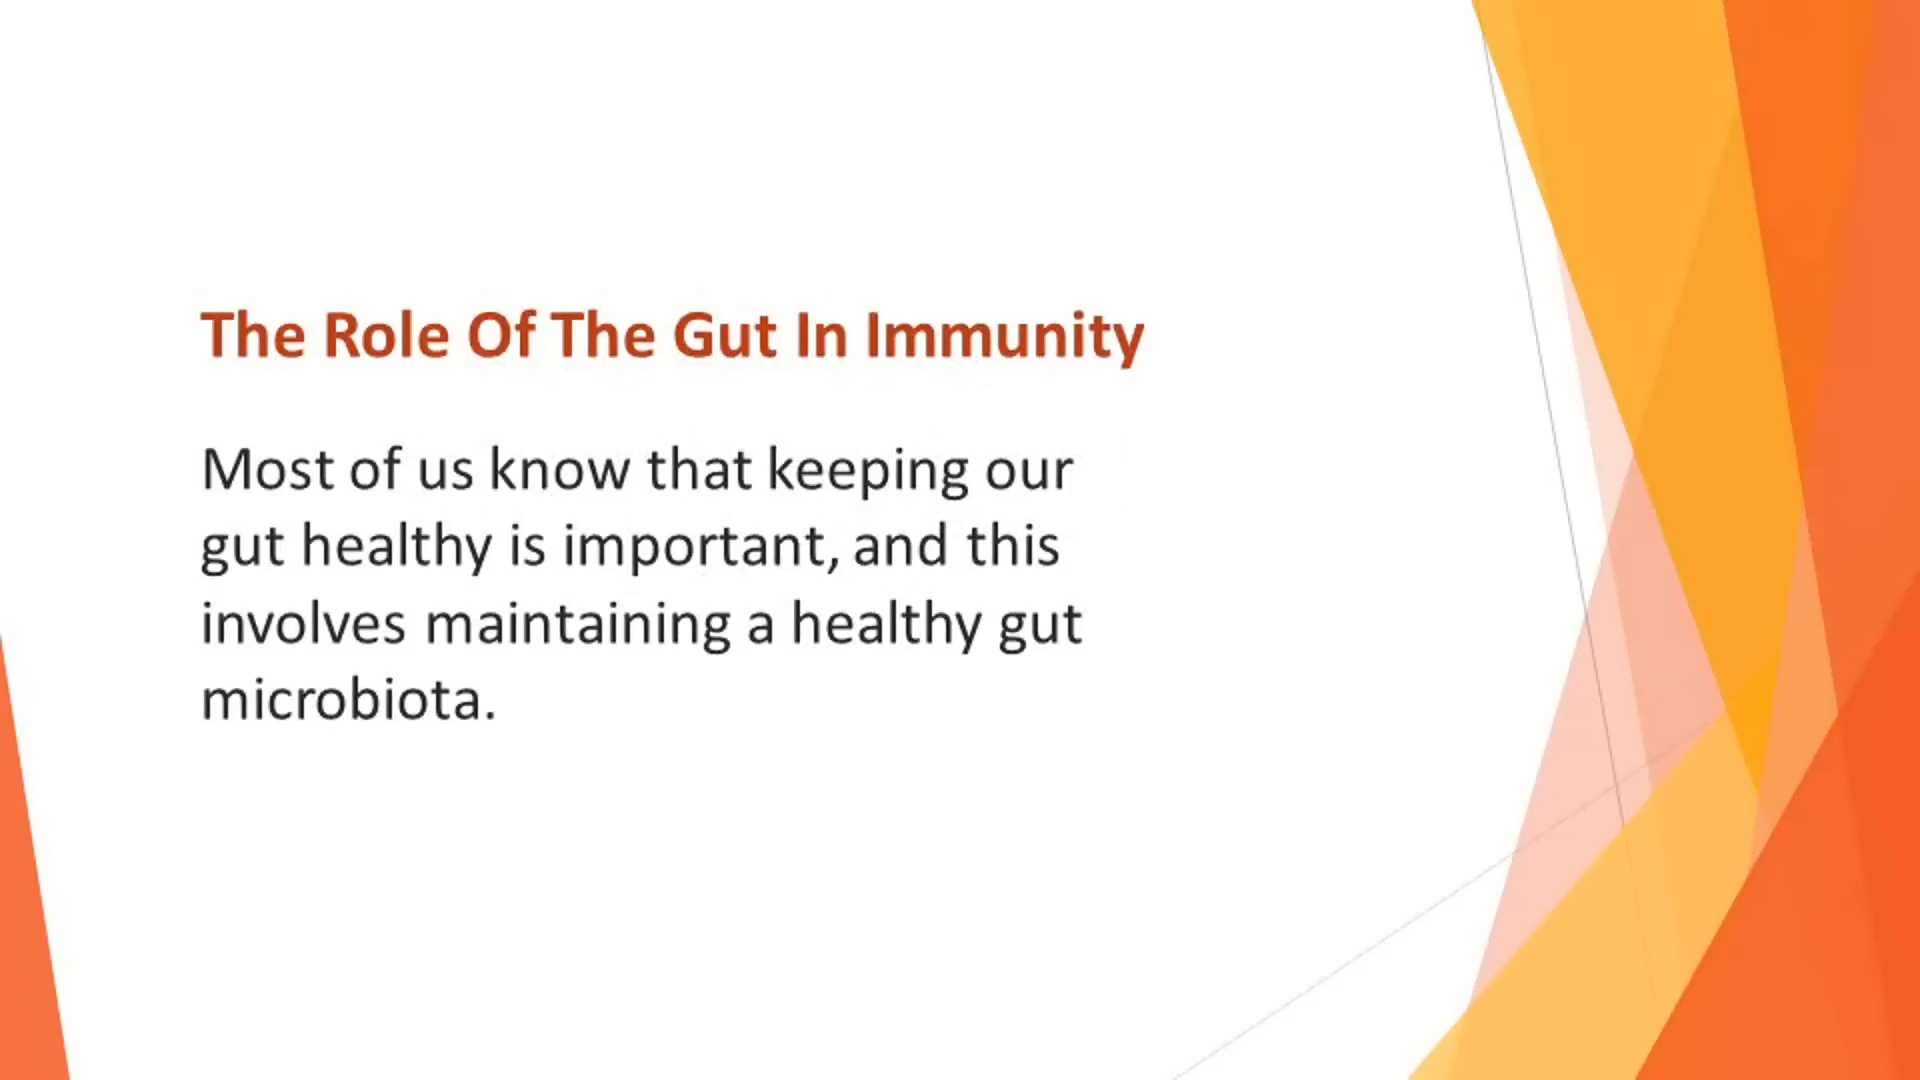 The Role Of The Gut In Immunity
Most of us know that keeping our
gut healthy is important, and this
involves maintaining a healthy gut
microbiota.